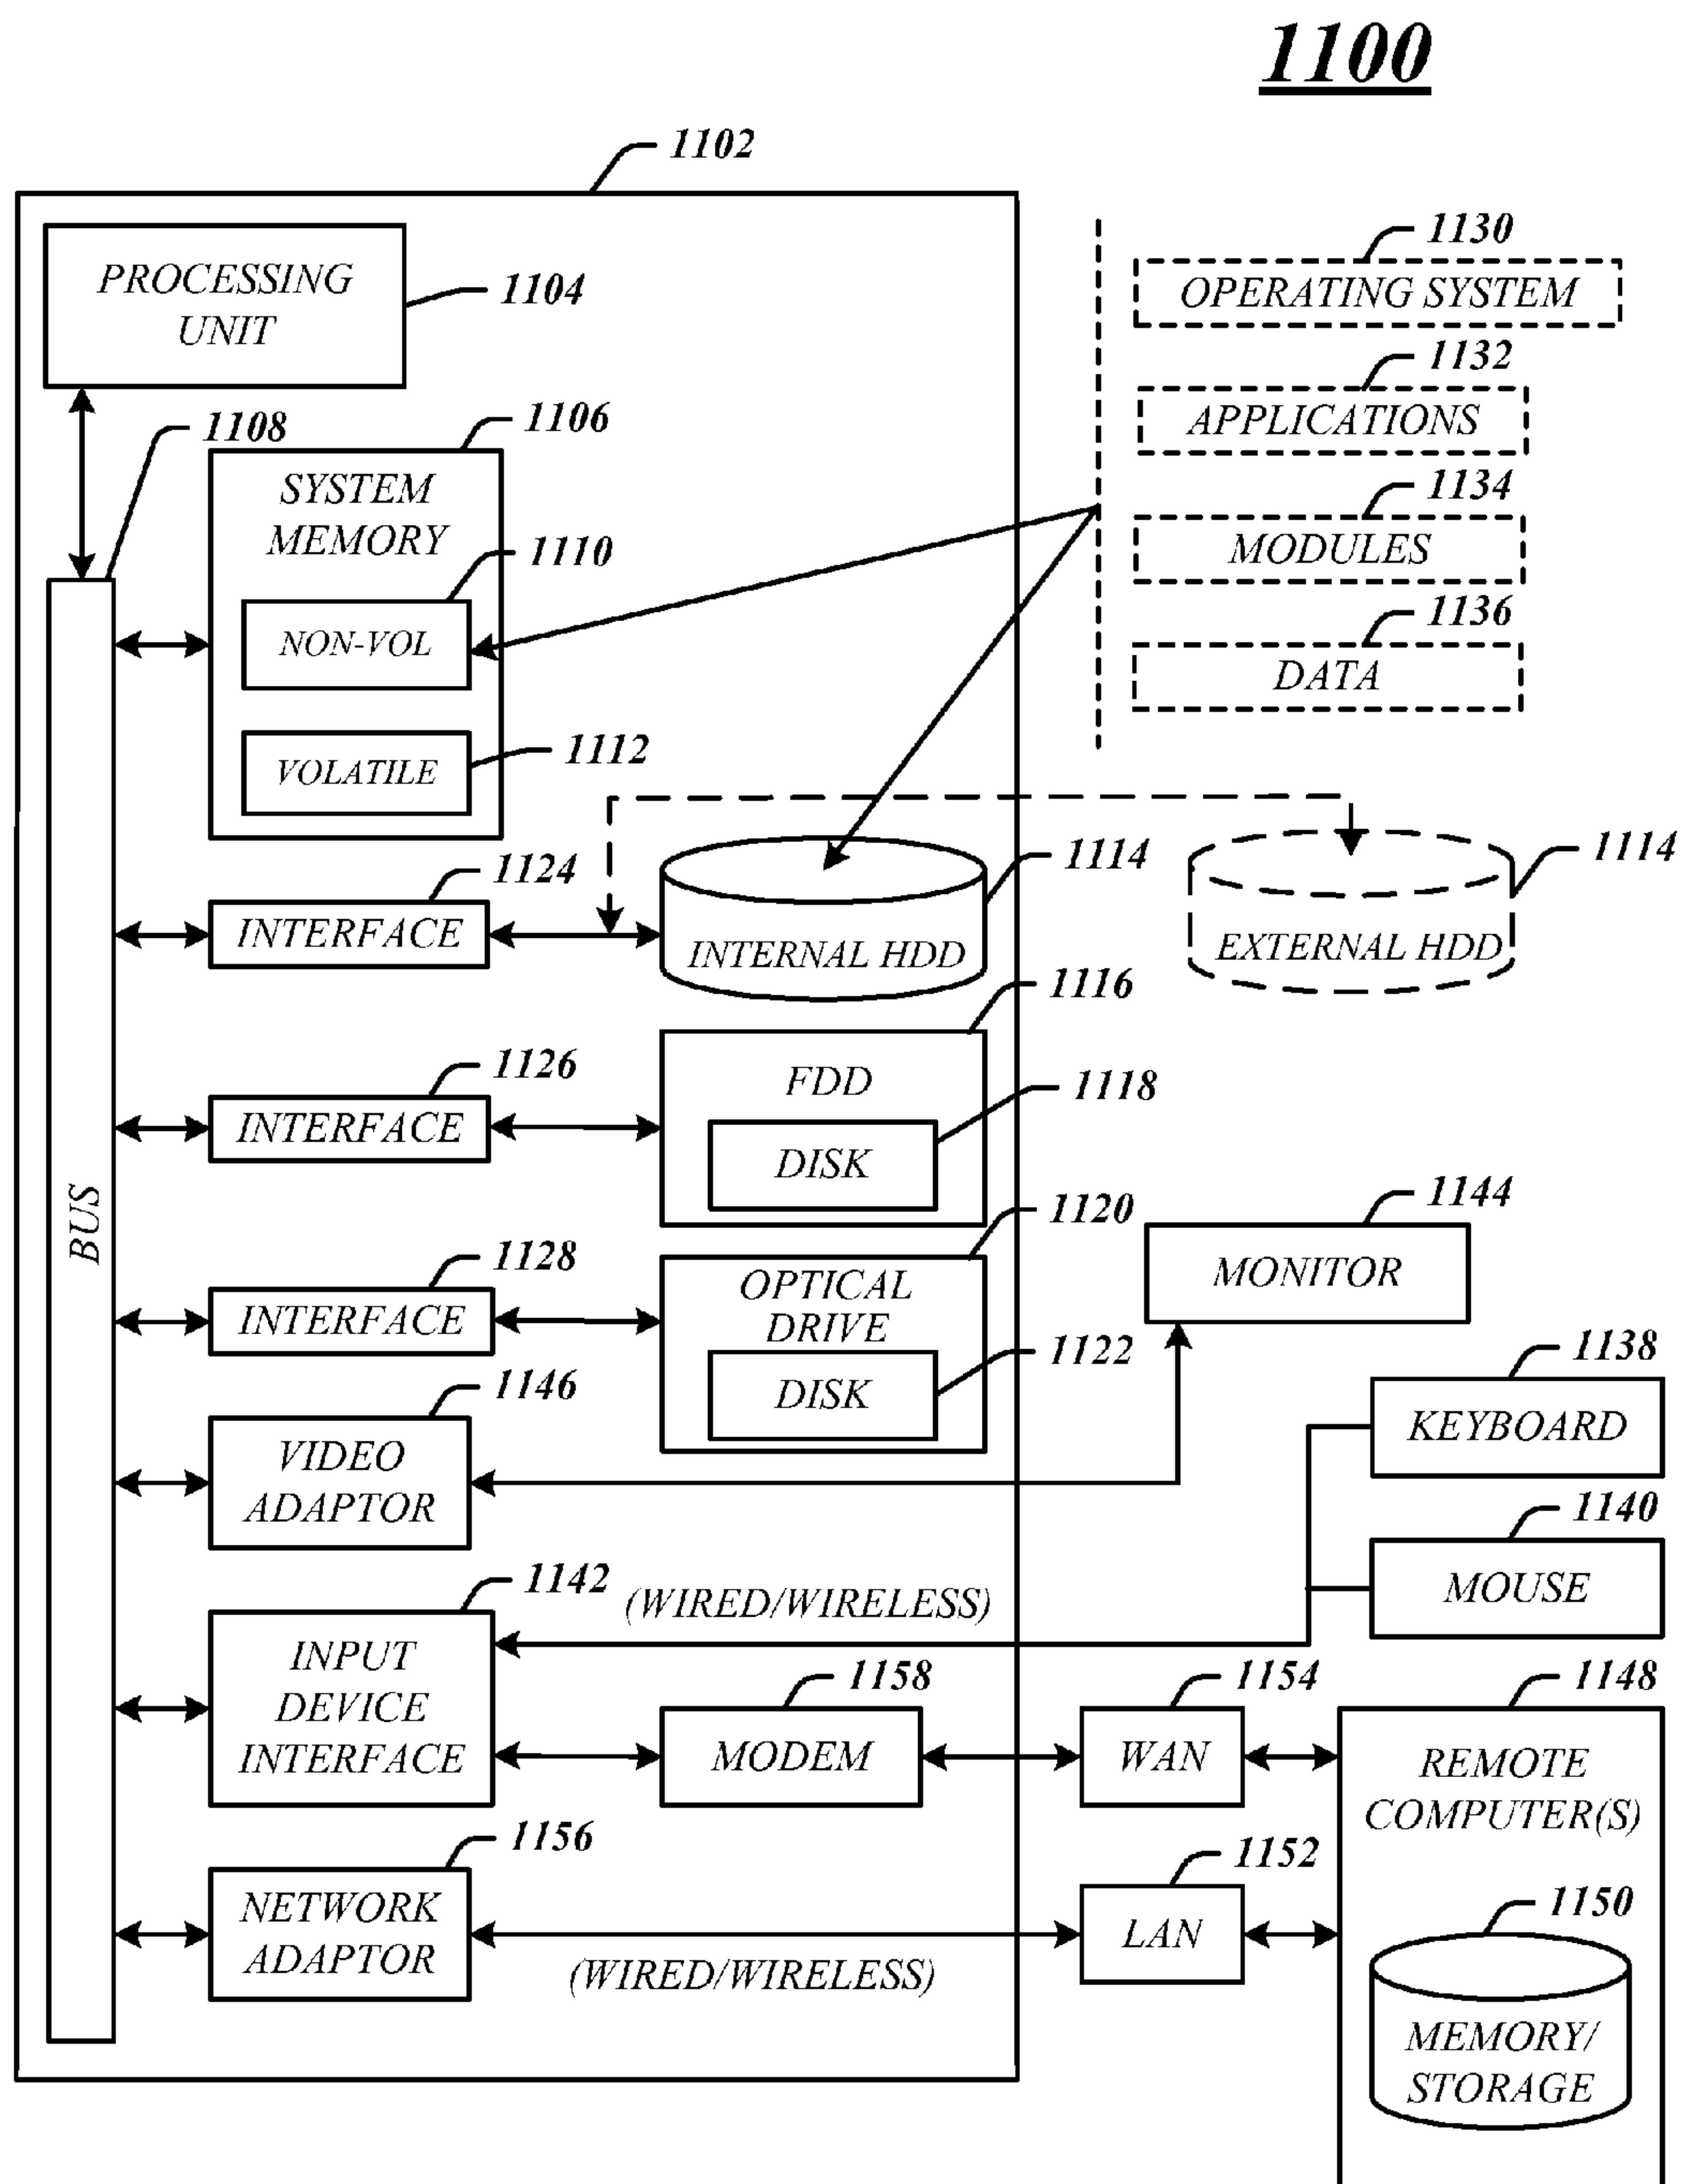 1100
1102
PROCESSING
UNIT
1104
1130
OPERATING SYSTEM
1132
APPLICATIONS
1134
MODULES
1136
DATA
1108
1106
SYSTEM
MEMORY
1110
NON-VOL
1112
VOLATILE
BUS
1124
INTERFACE
1114
INTERNAL HDD
1114
EXTERNAL HDD
1126
INTERFACE
1116
FDD
1118
DISK
1128
INTERFACE
1120
OPTICAL
DRIVE
1122
DISK
1144
MONITOR
1146
VIDEO
ADAPTOR
1138
KEYBOARD
1140
MOUSE
1142
(WIRED/WIRELESS)
INPUT
DEVICE
INTERFACE
1158
MODEM
1154
WAN
1148
REMOTE
COMPUTER(S)
1156
NETWORK
ADAPTOR
(WIRED/WIRELESS)
1152
LAN
1150
MEMORY/
STORAGE